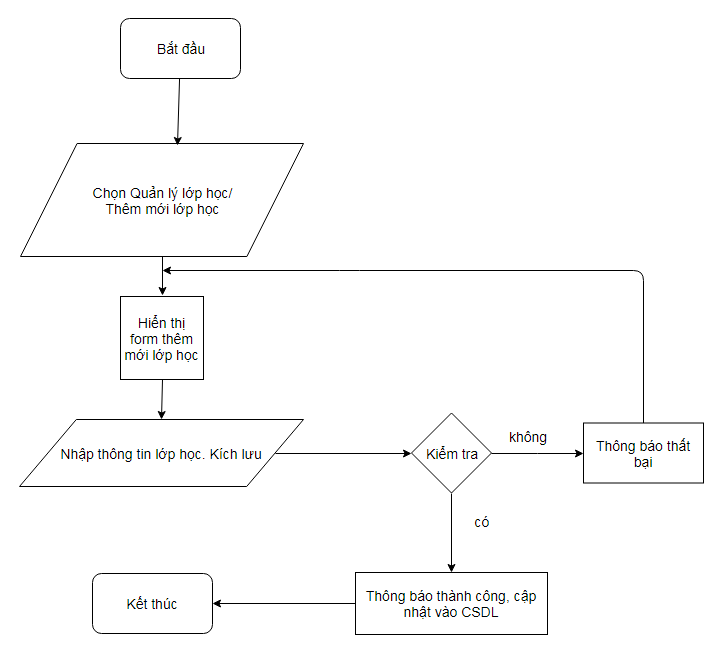 Bắt đầu
Chọn Quản lý lớp học/
Thêm mới lớp học
Hiển thị
form thêm
mới lớp học
Nhập thông tin lớp học. Kích lưu
Kiểm tra
không
Thông báo thất
bại
có
Thông báo thành công, cập
nhật vào CSDL
Kết thúc